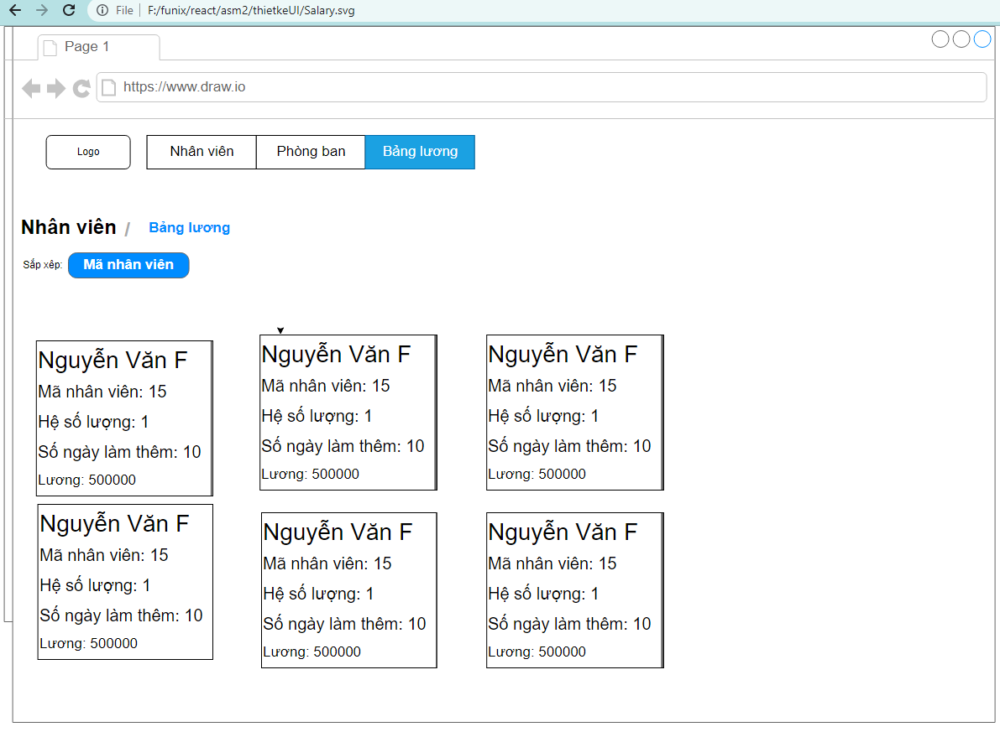 File F:/funix/react/asm2/thietkeUI/Salary.svg
Page 1
https://www.draw.io
Logo Nhân viên Phòng ban Bảng lương
Nhân viên / Bảng lương
Sắp xêp: Mã nhân viên
Nguyễn Văn F
Mã nhân viên: 15
Hệ số lượng: 1
Số ngày làm thêm: 10
Lương: 500000
Nguyễn Văn F
Mã nhân viên: 15
Hệ số lượng: 1
Số ngày làm thêm: 10
Lương: 500000
Nguyễn Văn F
Mã nhân viên: 15
Hệ số lượng: 1
Số ngày làm thêm: 10
Lương: 500000
Nguyễn Văn F
Mã nhân viên: 15
Hệ số lượng: 1
Số ngày làm thêm: 10
Lương: 500000
Nguyễn Văn F
Mã nhân viên: 15
Hệ số lượng: 1
Số ngày làm thêm: 10
Lương: 500000
Nguyễn Văn F
Mã nhân viên: 15
Hệ số lượng: 1
Số ngày làm thêm: 10
Lương: 500000